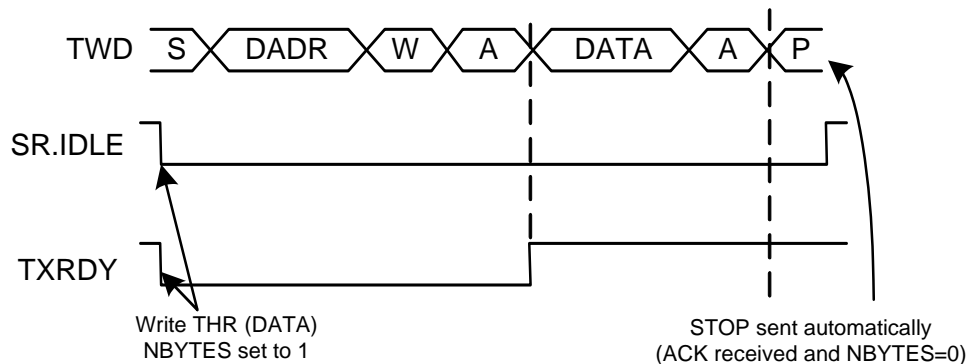 TWD S DADR W A DATA A P
SR.IDLE
TXRDY
Write THR (DATA)
NBYTES set to 1
STOP sent automatically
(ACK received and NBYTES=0)